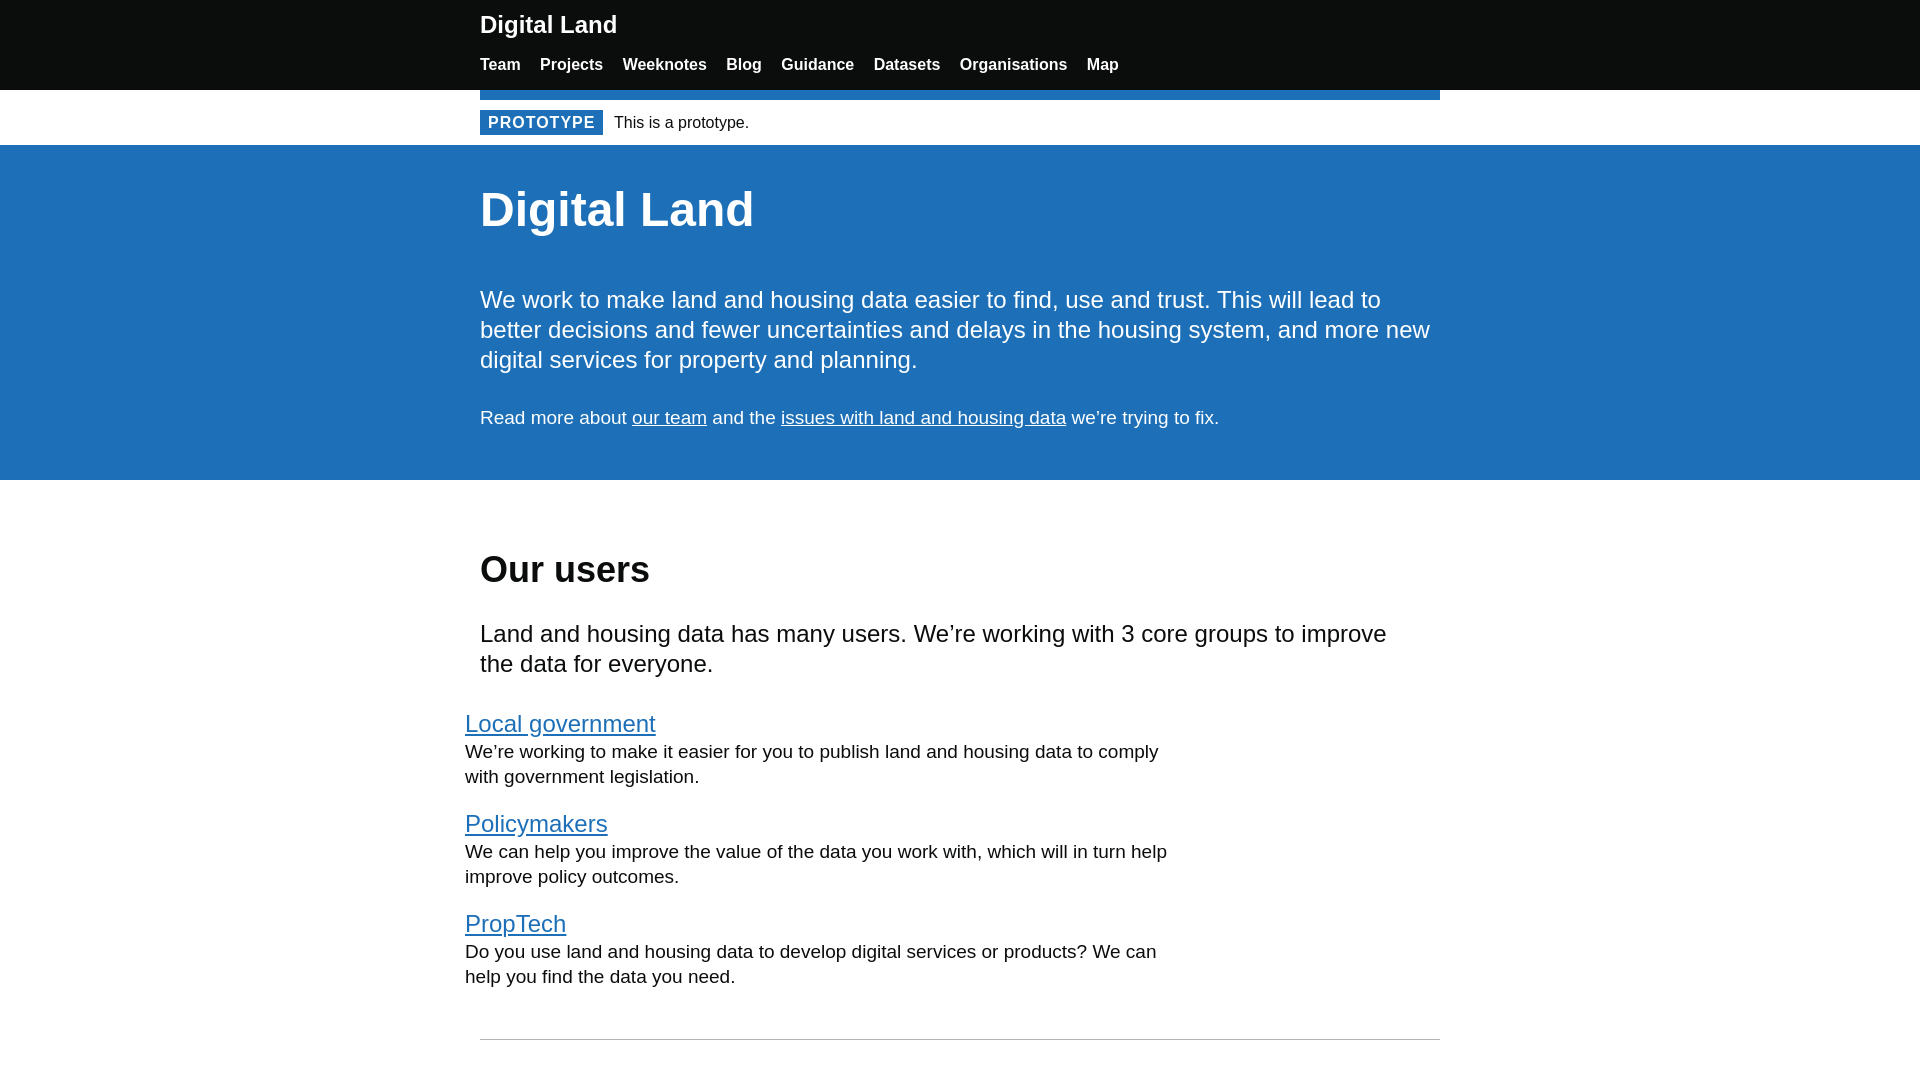 Digital Land
Team Projects Weeknotes Blog Guidance Datasets Organisations Map
PROTOTYPE This is a prototype.
Digital Land
We work to make land and housing data easier to find, use and trust. This will lead to
better decisions and fewer uncertainties and delays in the housing system, and more new
digital services for property and planning.
Read more about our team and the issues with land and housing data we’re trying to fix.
Our users
Land and housing data has many users. We’re working with 3 core groups to improve
the data for everyone.
Local government
We’re working to make it easier for you to publish land and housing data to comply
with government legislation.
Policymakers
We can help you improve the value of the data you work with, which will in turn help
improve policy outcomes.
PropTech
Do you use land and housing data to develop digital services or products? We can
help you find the data you need.